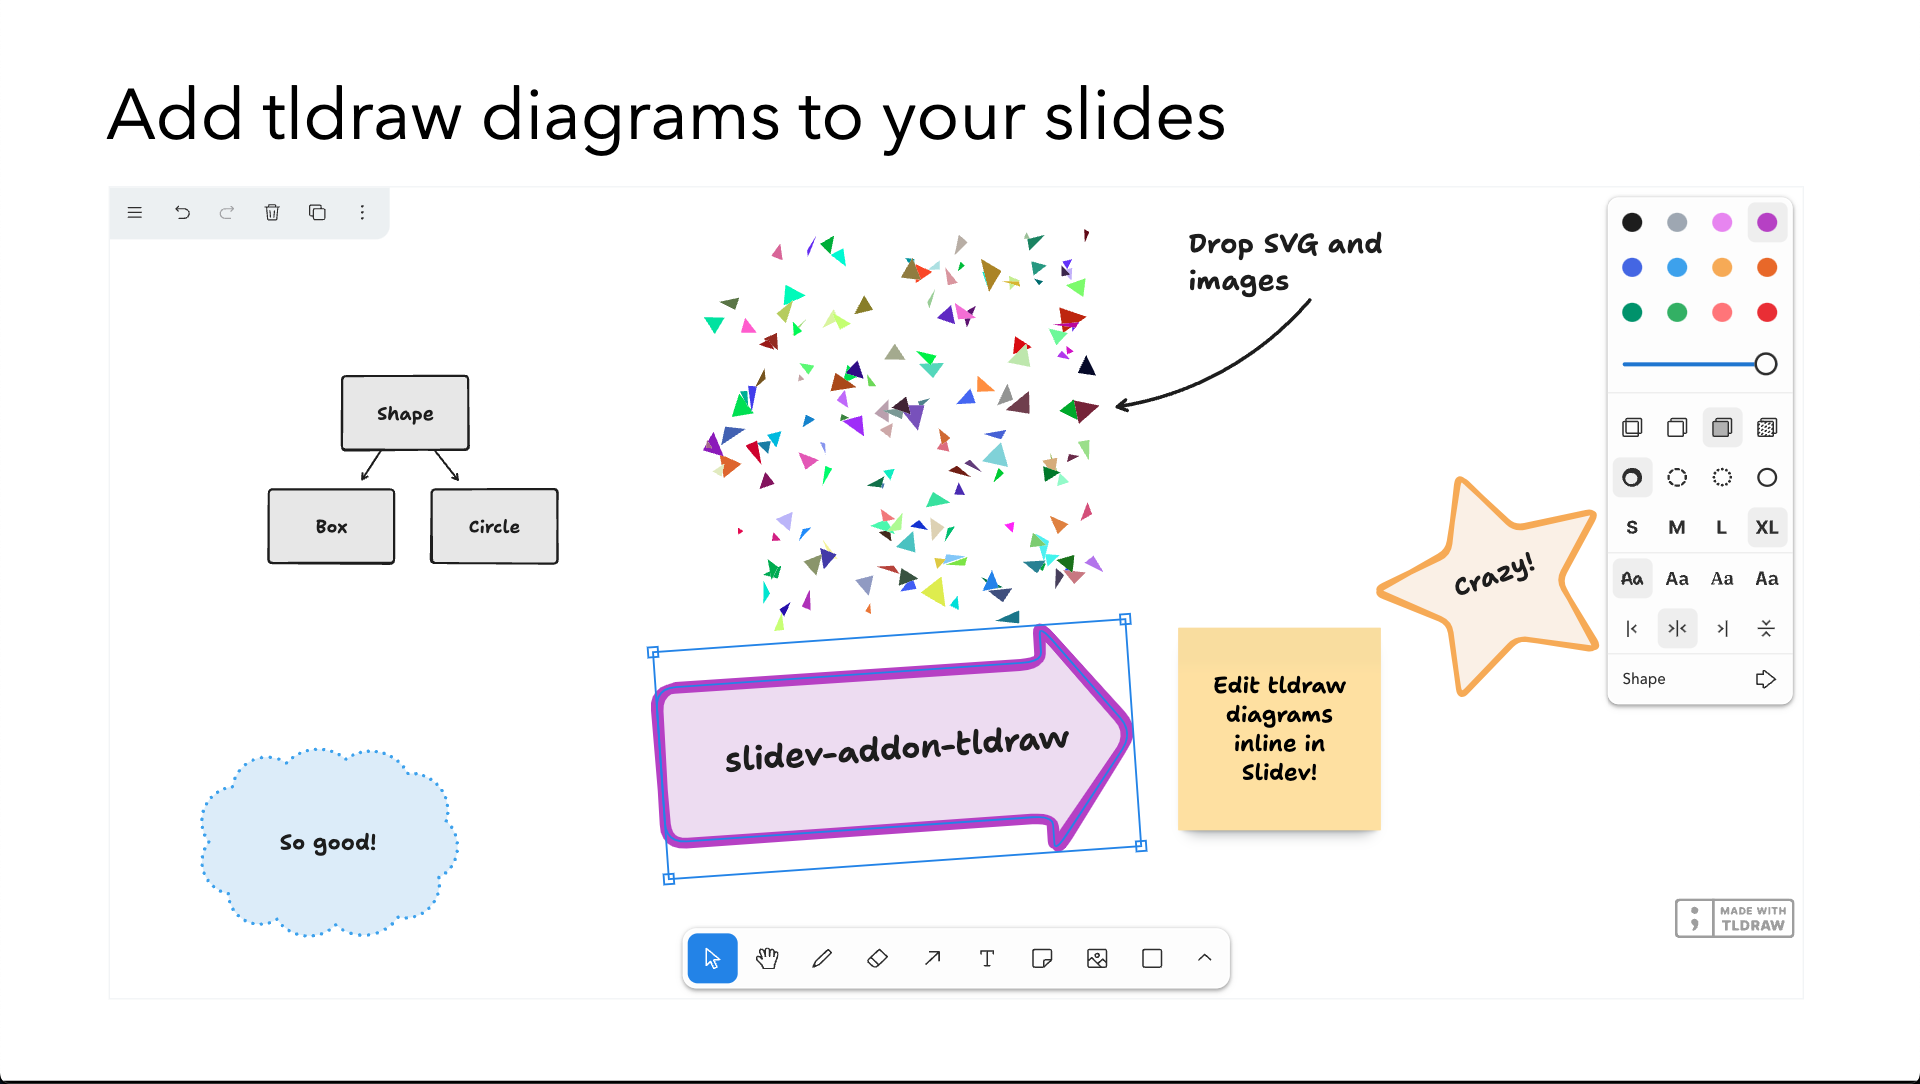 Add tldraw diagrams to your slides
Drop SVG and
images
Shape
Box
Circle
Crazy!
slidev-addon-tldraw
Edit tldraw
diagrams
inline in
Slidev!
So good!
S M L XL
Aa Aa Aa Aa
Shape
T
MADE WITH
TLDRAW